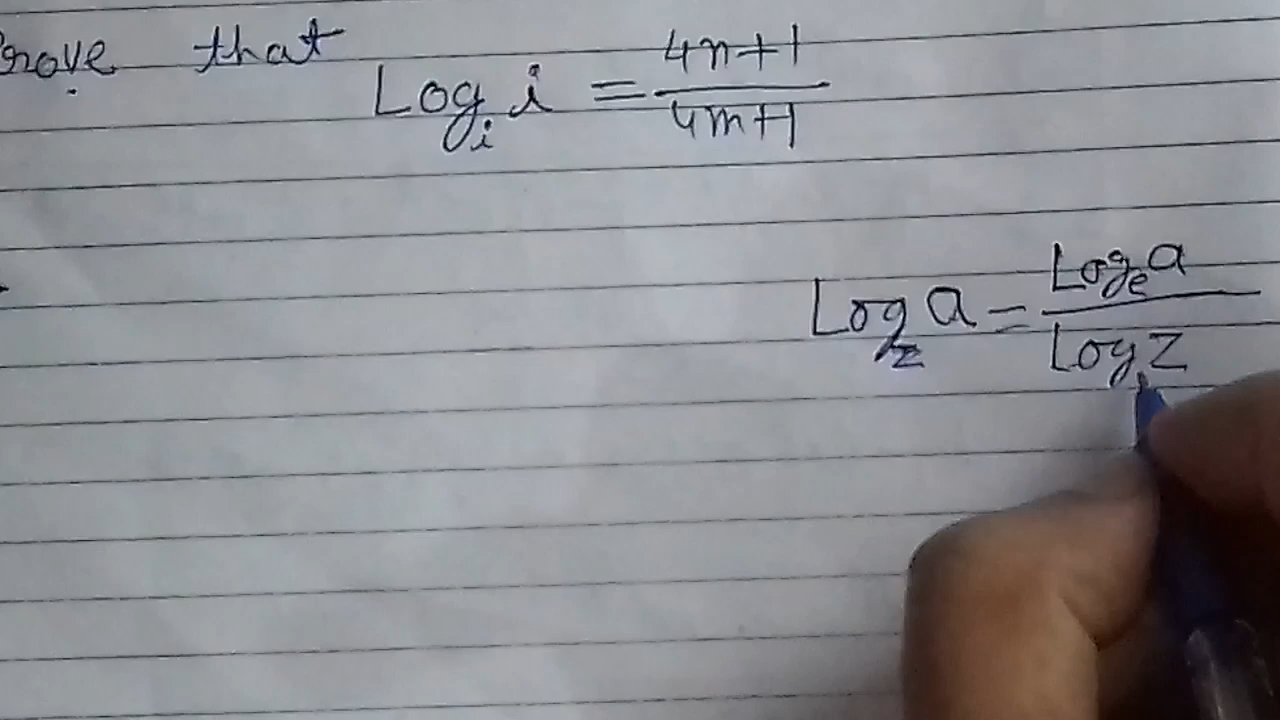 rove that
Log_i i = (4n+1)/(4m+1)
Log_z a = (Log_e a)/(Log z)